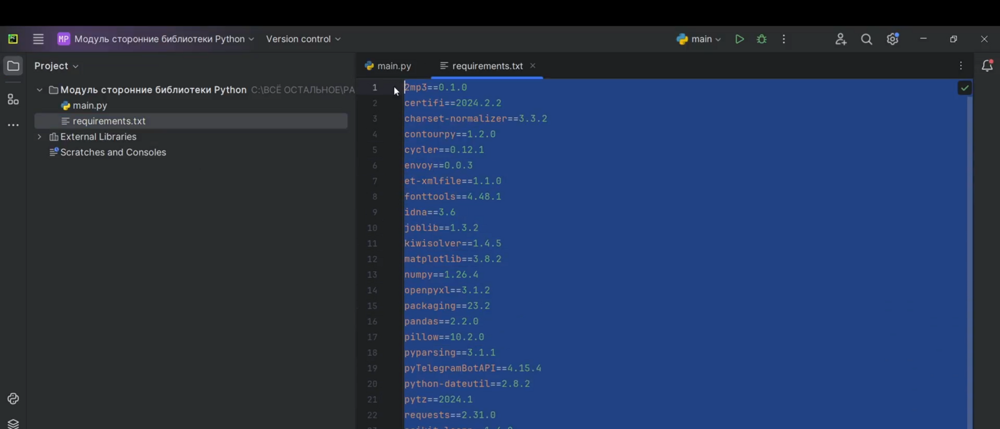 PC
MP Модуль сторонние библиотеки Python Version control main
Project
main.py requirements.txt
Модуль сторонние библиотеки Python C:\ВСЁ ОСТАЛЬНОЕ\РА
main.py
requirements.txt
External Libraries
Scratches and Consoles
1 2mp3==0.1.0
2 certifi==2024.2.2
3 charset-normalizer==3.3.2
4 contourpy==1.2.0
5 cycler==0.12.1
6 envoy==0.0.3
7 et-xmlfile==1.1.0
8 fonttools==4.48.1
9 idna==3.6
10 joblib==1.3.2
11 kiwisolver==1.4.5
12 matplotlib==3.8.2
13 numpy==1.26.4
14 openpyxl==3.1.2
15 packaging==23.2
16 pandas==2.2.0
17 pillow==10.2.0
18 pyparsing==3.1.1
19 pyTelegramBotAPI==4.15.4
20 python-dateutil==2.8.2
21 pytz==2024.1
22 requests==2.31.0